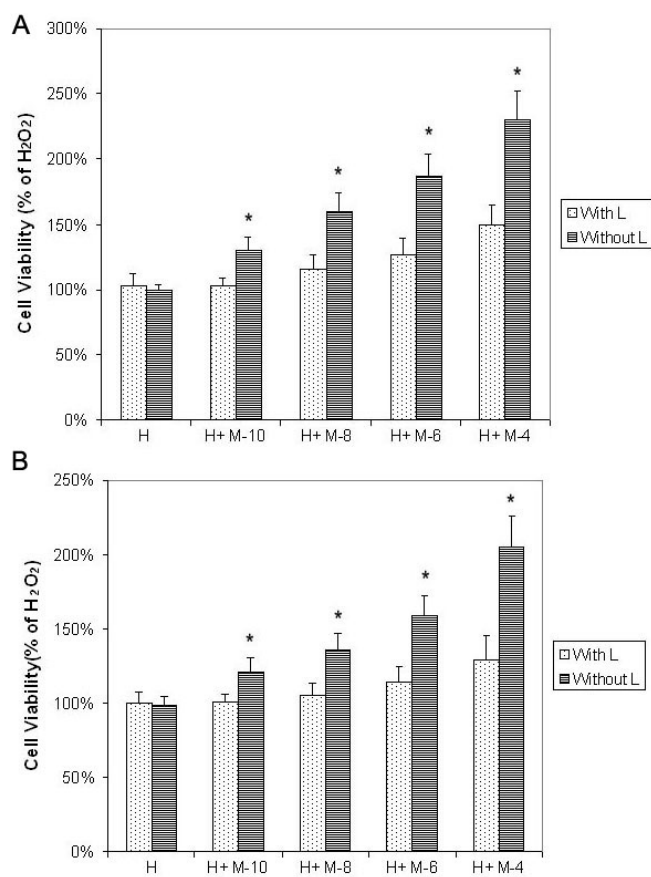 A
300%
250%
200%
150%
100%
50%
0%
Cell Viability (% of H2O2)
*
*
*
*
H
H+ M-10
H+ M-8
H+ M-6
H+ M-4
With L
Without L
B
250%
200%
150%
100%
50%
0%
Cell Viability(% of H2O2)
*
*
*
*
H
H+ M-10
H+ M-8
H+ M-6
H+ M-4
With L
Without L